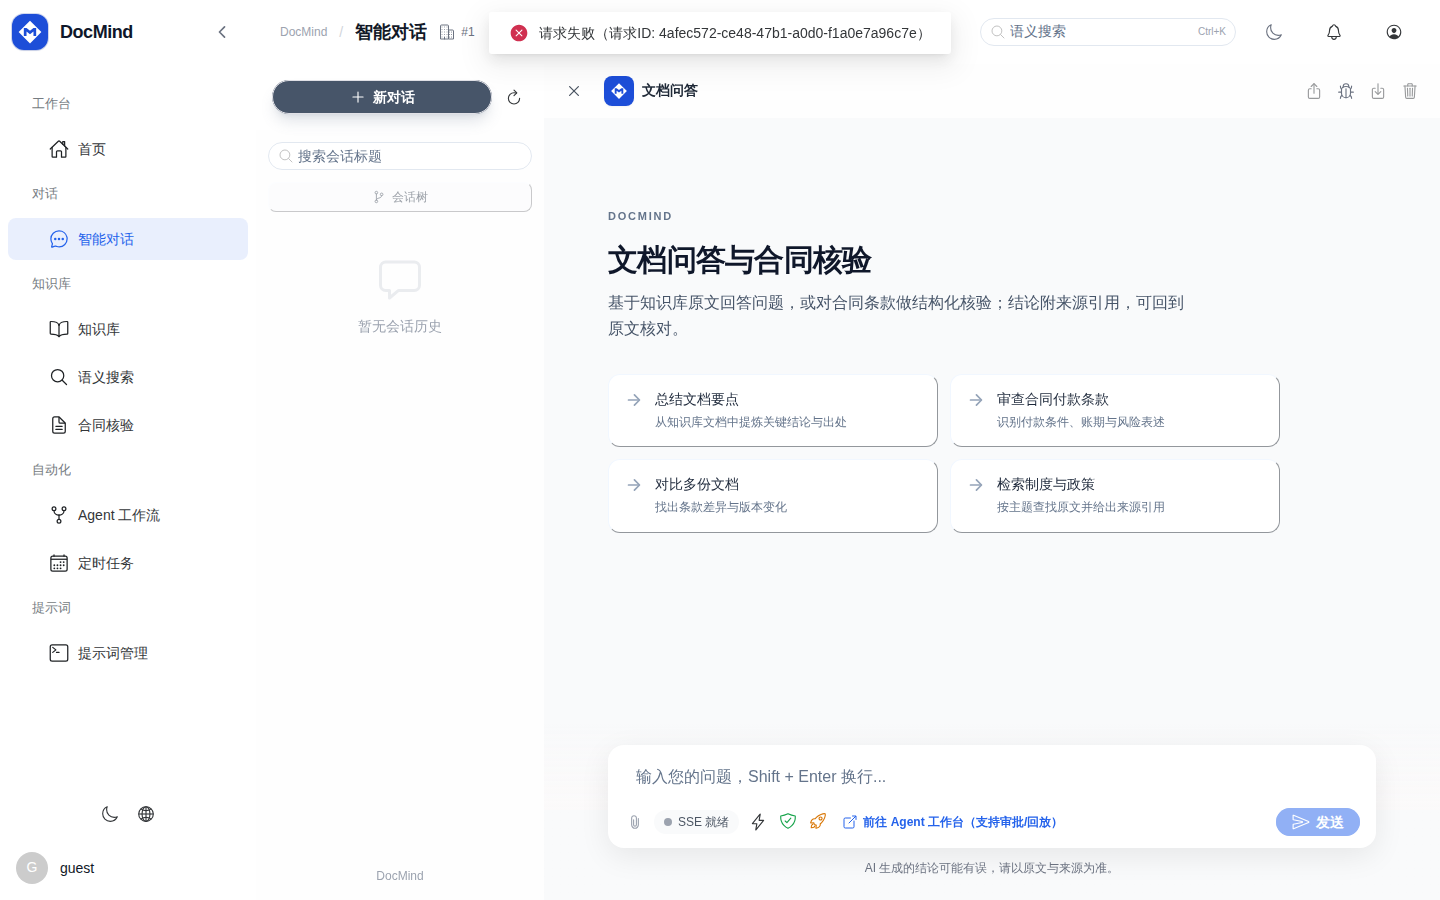 DocMind
DocMind / 智能对话 #1
请求失败（请求ID: 4afec572-ce48-47b1-a0d0-f1a0e7a96c7e）
语义搜索 Ctrl+K
工作台
首页
对话
智能对话
知识库
知识库
语义搜索
合同核验
自动化
Agent 工作流
定时任务
提示词
提示词管理
G guest
新对话
搜索会话标题
会话树
暂无会话历史
DocMind
文档问答
DOCMIND
文档问答与合同核验
基于知识库原文回答问题，或对合同条款做结构化核验；结论附来源引用，可回到
原文核对。
总结文档要点
从知识库文档中提炼关键结论与出处
审查合同付款条款
识别付款条件、账期与风险表述
对比多份文档
找出条款差异与版本变化
检索制度与政策
按主题查找原文并给出来源引用
输入您的问题，Shift + Enter 换行...
SSE 就绪
前往 Agent 工作台（支持审批/回放）
发送
AI 生成的结论可能有误，请以原文与来源为准。